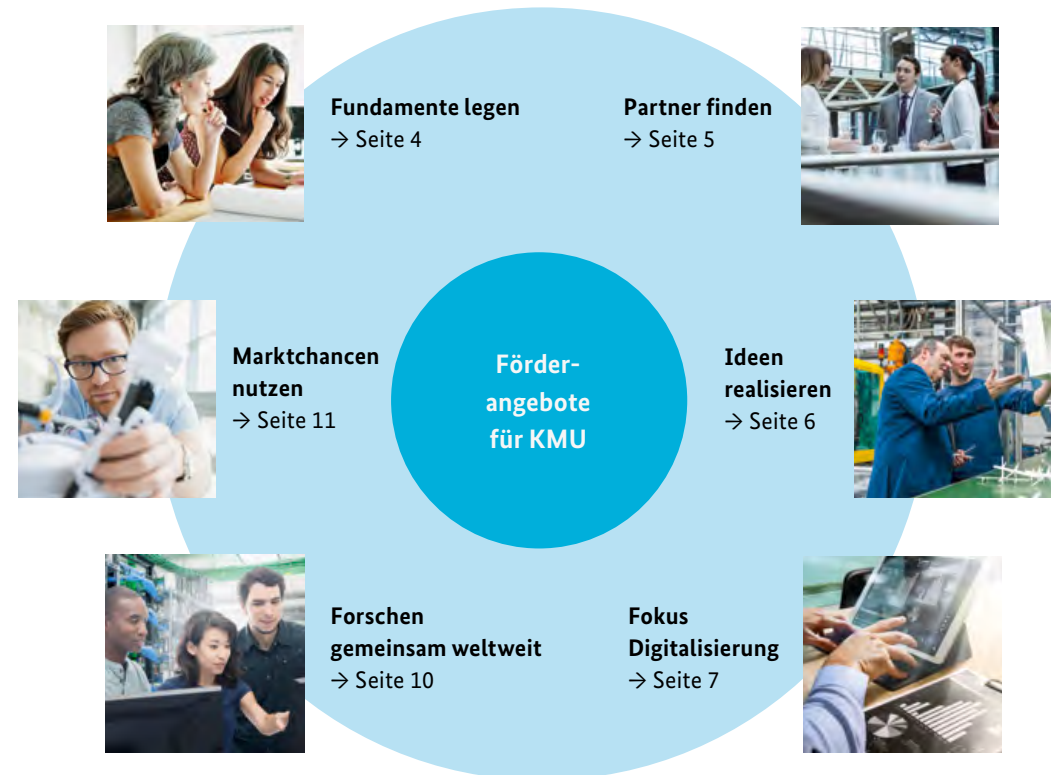 Fundamente legen
→ Seite 4
Partner finden
→ Seite 5
Marktchancen
nutzen
→ Seite 11
Förder-
angebote
für KMU
Ideen
realisieren
→ Seite 6
Forschen
gemeinsam weltweit
→ Seite 10
Fokus
Digitalisierung
→ Seite 7